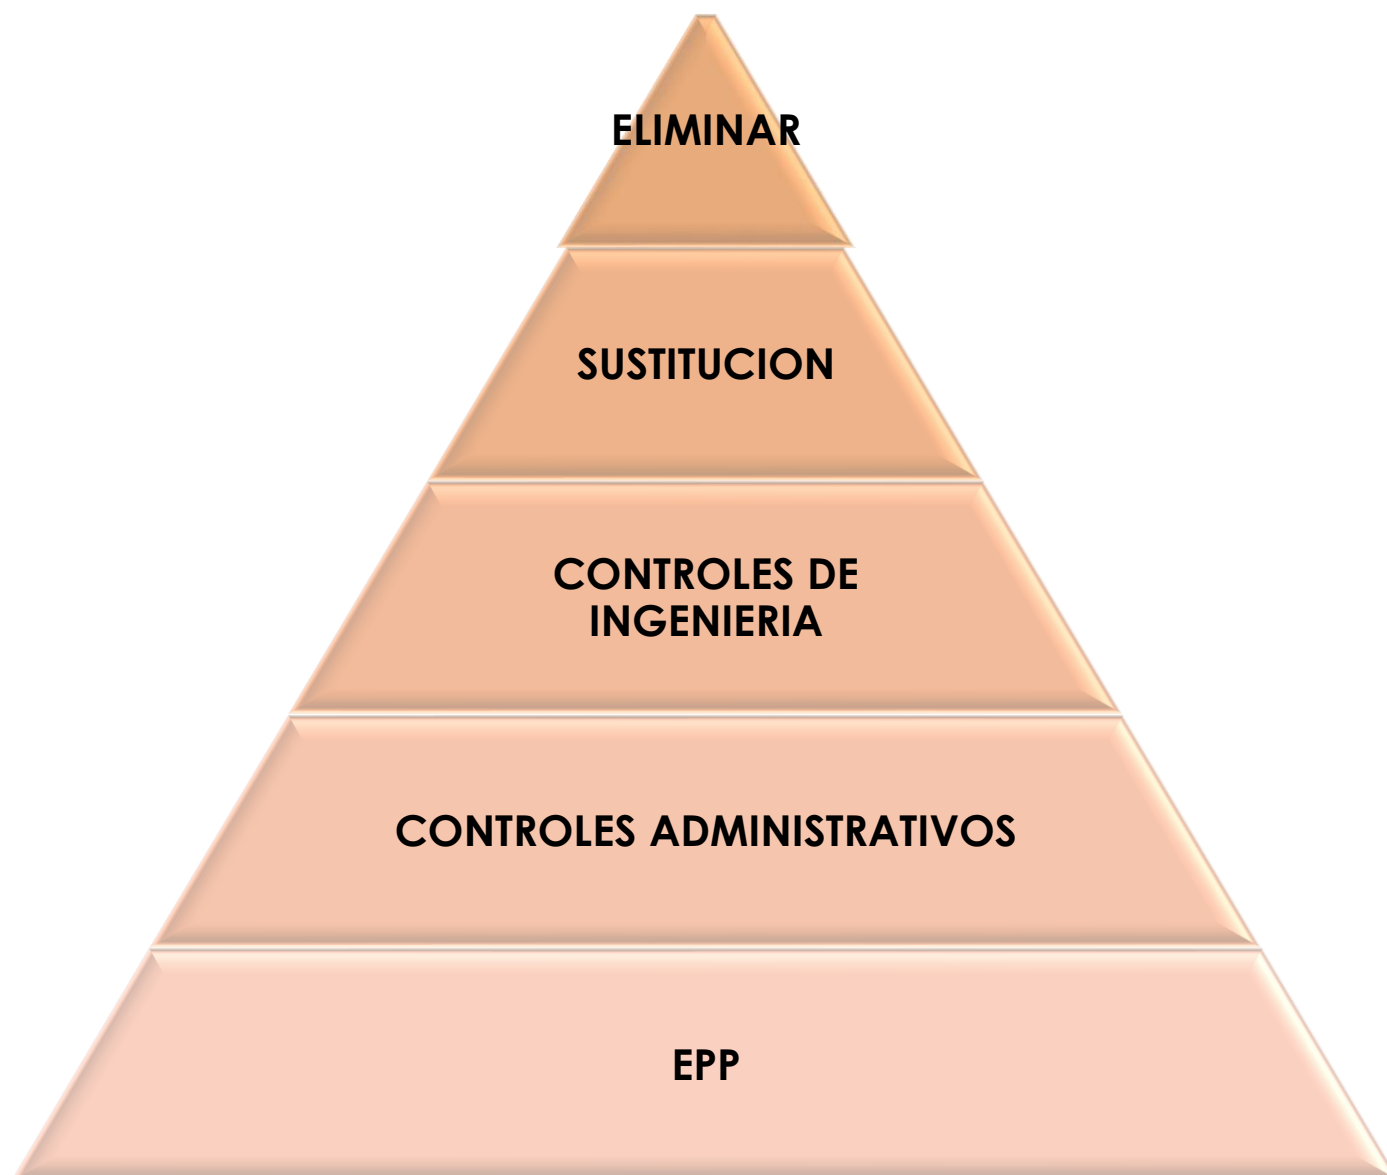 ELIMINAR
SUSTITUCION
CONTROLES DE
INGENIERIA
CONTROLES ADMINISTRATIVOS
EPP